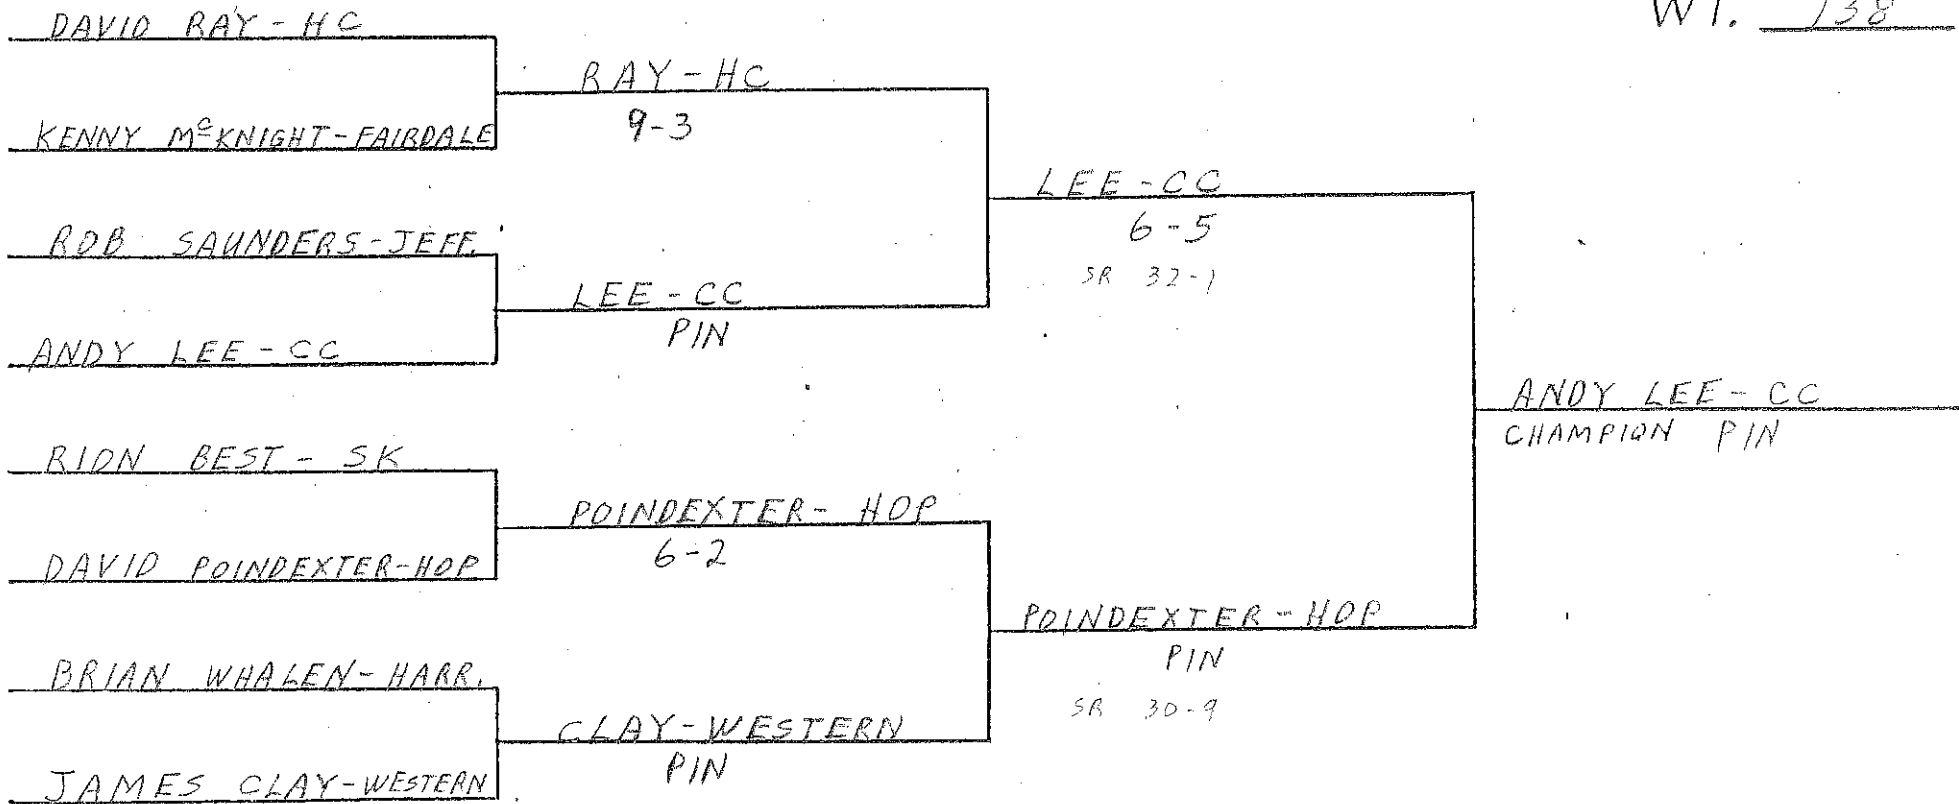 WT. 138
DAVID RAY - HC
KENNY McKNIGHT-FAIRDALE
ROB SAUNDERS-JEFF.
ANDY LEE - CC
RION BEST - SK
DAVID POINDEXTER-HOP
BRIAN WHALEN-HARR.
JAMES CLAY-WESTERN
RAY-HC
9-3
LEE-CC
PIN
POINDEXTER- HOP
6-2
CLAY-WESTERN
PIN
LEE-CC
6-5
SR 32-1
POINDEXTER-HOP
PIN
SR 30-9
ANDY LEE- CC
CHAMPION PIN